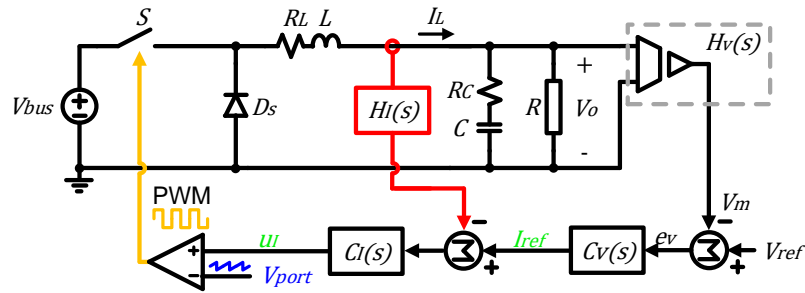 S
RL L
IL
Hv(s)
Vbus
Ds
HI(s)
RC
C
R
+
Vo
-
PWM
Vm
uI
+
-
Vport
CI(s)
-
Σ
+
Iref
Cv(s)
ev
-
Σ
+
Vref